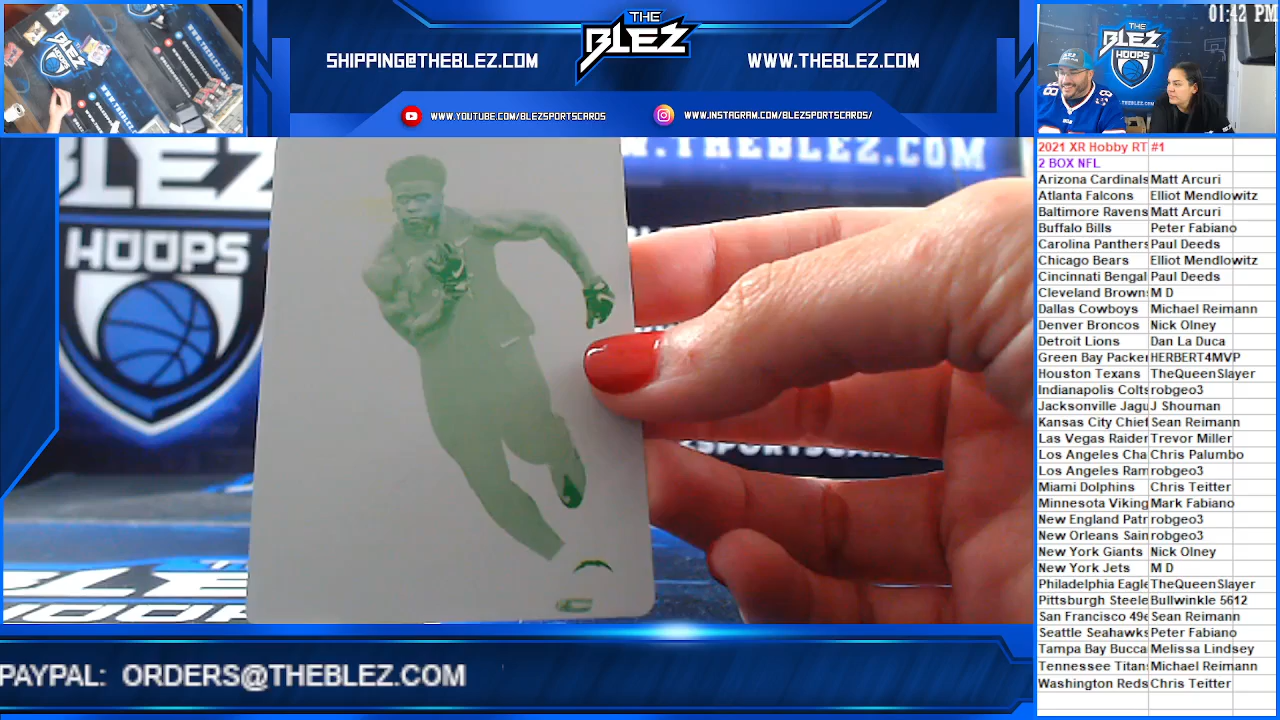 01:42 PM
THE
BLEZ
SHIPPING@THEBLEZ.COM
WWW.THEBLEZ.COM
WWW.YOUTUBE.COM/BLEZSPORTSCARDS
WWW.INSTAGRAM.COM/BLEZSPORTSCARDS/
THE
BLEZ
HOOPS
THEBLEZ.COM
BLEZ
HOOPS
W.THEBLEZ.COM
HOOPS
2021 XR Hobby RT #1
2 BOX NFL
Arizona Cardinals Matt Arcuri
Atlanta Falcons Elliot Mendlowitz
Baltimore Ravens Matt Arcuri
Buffalo Bills Peter Fabiano
Carolina Panthers Paul Deeds
Chicago Bears Elliot Mendlowitz
Cincinnati Bengal Paul Deeds
Cleveland Brown M D
Dallas Cowboys Michael Reimann
Denver Broncos Nick Olney
Detroit Lions Dan La Duca
Green Bay Packer HERBERT4MVP
Houston Texans TheQueenSlayer
Indianapolis Colts robgeo3
Jacksonville Jagu J Shouman
Kansas City Chief Sean Reimann
Las Vegas Raider Trevor Miller
Los Angeles Cha Chris Palumbo
Los Angeles Ram robgeo3
Miami Dolphins Chris Teitter
Minnesota Viking Mark Fabiano
New England Patr robgeo3
New Orleans Sain robgeo3
New York Giants Nick Olney
New York Jets M D
Philadelphia Eagle TheQueenSlayer
Pittsburgh Steele Bullwinkle 5612
San Francisco 49e Sean Reimann
Seattle Seahawks Peter Fabiano
Tampa Bay Bucca Melissa Lindsey
Tennessee Titan Michael Reimann
Washington Reds Chris Teitter
PAYPAL: ORDERS@THEBLEZ.COM